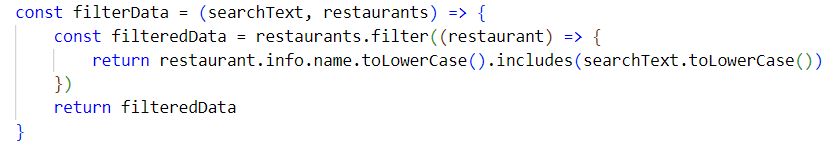 const filterData = (searchText, restaurants) => {
    const filteredData = restaurants.filter((restaurant) => {
        return restaurant.info.name.toLowerCase().includes(searchText.toLowerCase())
    })
    return filteredData
}